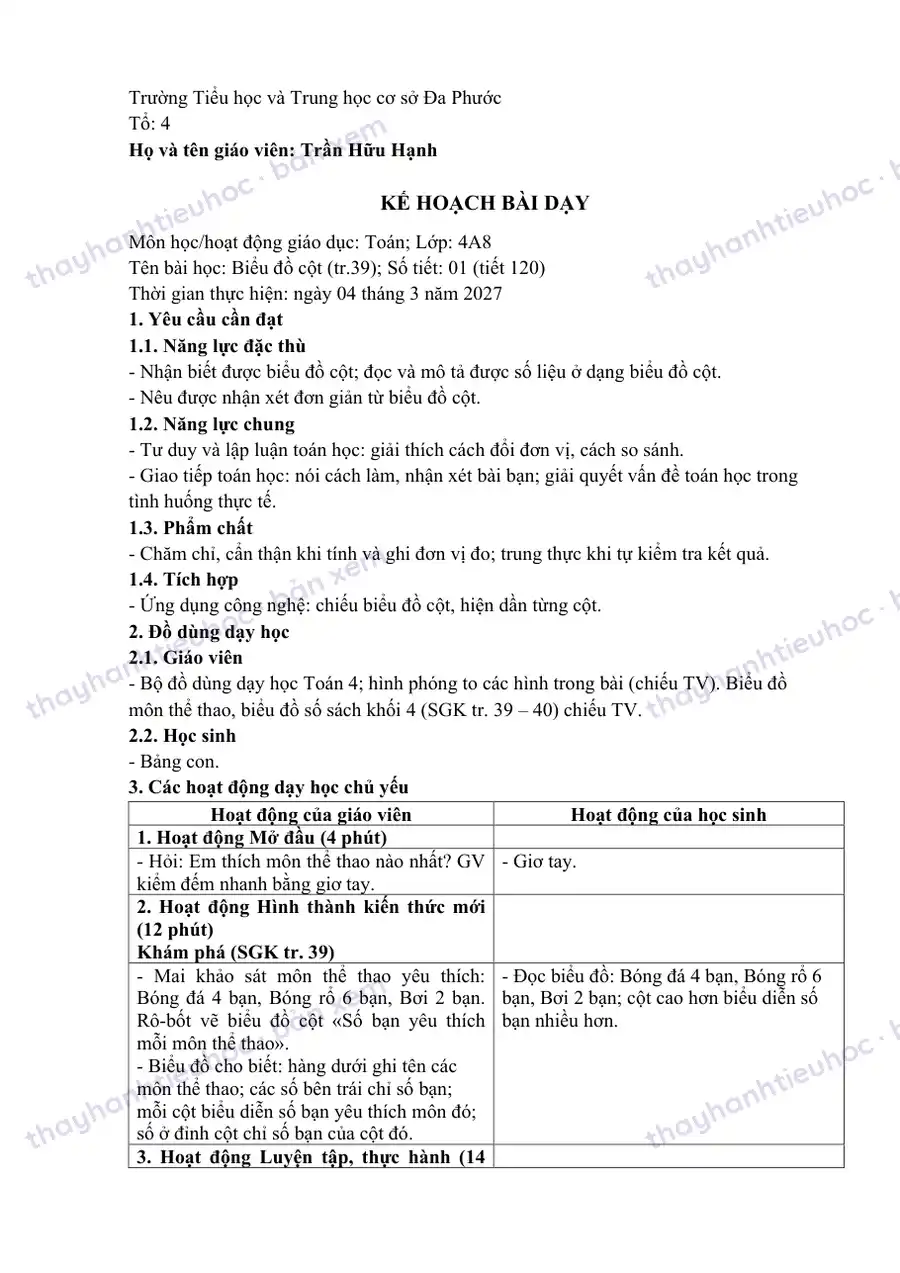 Trường Tiểu học và Trung học cơ sở Đa Phước
Tổ: 4
Họ và tên giáo viên: Trần Hữu Hạnh
KẾ HOẠCH BÀI DẠY
Môn học/hoạt động giáo dục: Toán; Lớp: 4A8
Tên bài học: Biểu đồ cột (tr.39); Số tiết: 01 (tiết 120)
Thời gian thực hiện: ngày 04 tháng 3 năm 2027
1. Yêu cầu cần đạt
1.1. Năng lực đặc thù
- Nhận biết được biểu đồ cột; đọc và mô tả được số liệu ở dạng biểu đồ cột.
- Nêu được nhận xét đơn giản từ biểu đồ cột.
1.2. Năng lực chung
- Tư duy và lập luận toán học: giải thích cách đổi đơn vị, cách so sánh.
- Giao tiếp toán học: nói cách làm, nhận xét bài bạn; giải quyết vấn đề toán học trong
tình huống thực tế.
1.3. Phẩm chất
- Chăm chỉ, cẩn thận khi tính và ghi đơn vị đo; trung thực khi tự kiểm tra kết quả.
1.4. Tích hợp
- Ứng dụng công nghệ: chiếu biểu đồ cột, hiện dần từng cột.
2. Đồ dùng dạy học
2.1. Giáo viên
- Bộ đồ dùng dạy học Toán 4; hình phóng to các hình trong bài (chiếu TV). Biểu đồ
môn thể thao, biểu đồ số sách khối 4 (SGK tr. 39 – 40) chiếu TV.
2.2. Học sinh
- Bảng con.
3. Các hoạt động dạy học chủ yếu
Hoạt động của giáo viên
Hoạt động của học sinh
1. Hoạt động Mở đầu (4 phút)
- Hỏi: Em thích môn thể thao nào nhất? GV
kiểm đếm nhanh bằng giơ tay.
- Giơ tay.
2. Hoạt động Hình thành kiến thức mới
(12 phút)
Khám phá (SGK tr. 39)
- Mai khảo sát môn thể thao yêu thích:
Bóng đá 4 bạn, Bóng rổ 6 bạn, Bơi 2 bạn.
Rô-bốt vẽ biểu đồ cột «Số bạn yêu thích
mỗi môn thể thao».
- Biểu đồ cho biết: hàng dưới ghi tên các
môn thể thao; các số bên trái chỉ số bạn;
mỗi cột biểu diễn số bạn yêu thích môn đó;
số ở đỉnh cột chỉ số bạn của cột đó.
- Đọc biểu đồ: Bóng đá 4 bạn, Bóng rổ 6
bạn, Bơi 2 bạn; cột cao hơn biểu diễn số
bạn nhiều hơn.
3. Hoạt động Luyện tập, thực hành (14
thayhanhtieuhoc · bản xem
thayhanhtieuhoc · b
thayhanhtieuhoc · bản xem
thayhanhtieuhoc · b
thayhanhtieuhoc · bản xem
thayhanhtieuhoc · b